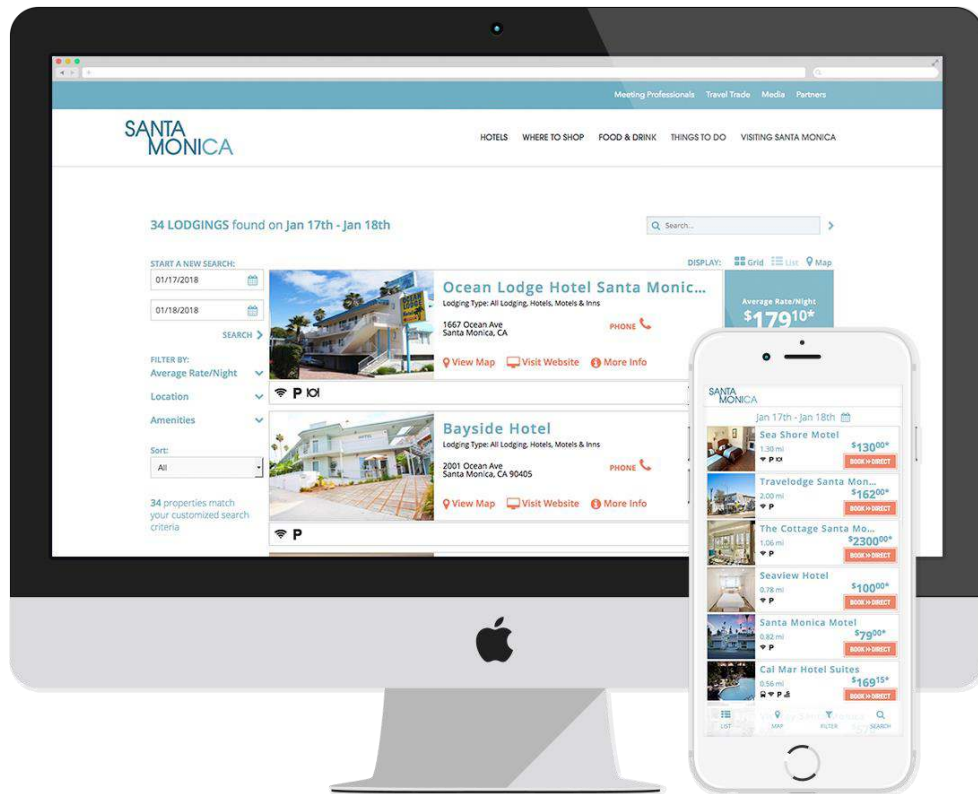 Meeting Professionals Travel Trade Media Partners
SANTA
MONICA
HOTELS WHERE TO SHOP FOOD & DRINK THINGS TO DO VISITING SANTA MONICA
34 LODGINGS found on Jan 17th - Jan 18th
Search...
DISPLAY: Grid List Map
START A NEW SEARCH:
01/17/2018
01/18/2018
SEARCH
FILTER BY:
Average Rate/Night
Location
Amenities
Sort:
All
34 properties match
your customized search
criteria
OCEAN
LODGE
Ocean Lodge Hotel Santa Monic...
Lodging Type: All Lodging, Hotels, Motels & Inns
1667 Ocean Ave
Santa Monica, CA
PHONE
View Map Visit Website More Info
P
Average Rate/Night
$17910*
Bayside Hotel
Lodging Type: All Lodging, Hotels, Motels & Inns
2001 Ocean Ave
Santa Monica, CA 90405
PHONE
View Map Visit Website More Info
P
SANTA
MONICA
Jan 17th - Jan 18th
Sea Shore Motel
1.30 mi $13000*
P BOOK>>DIRECT
Travelodge Santa Mon...
2.00 mi $16200*
P BOOK>>DIRECT
The Cottage Santa Mo...
1.06 mi $230000*
P BOOK>>DIRECT
Seaview Hotel
0.78 mi $10000*
P BOOK>>DIRECT
Santa Monica Motel
0.82 mi $7900*
P BOOK>>DIRECT
Cal Mar Hotel Suites
0.56 mi $16915*
P BOOK>>DIRECT
LIST MAP FILTER SEARCH